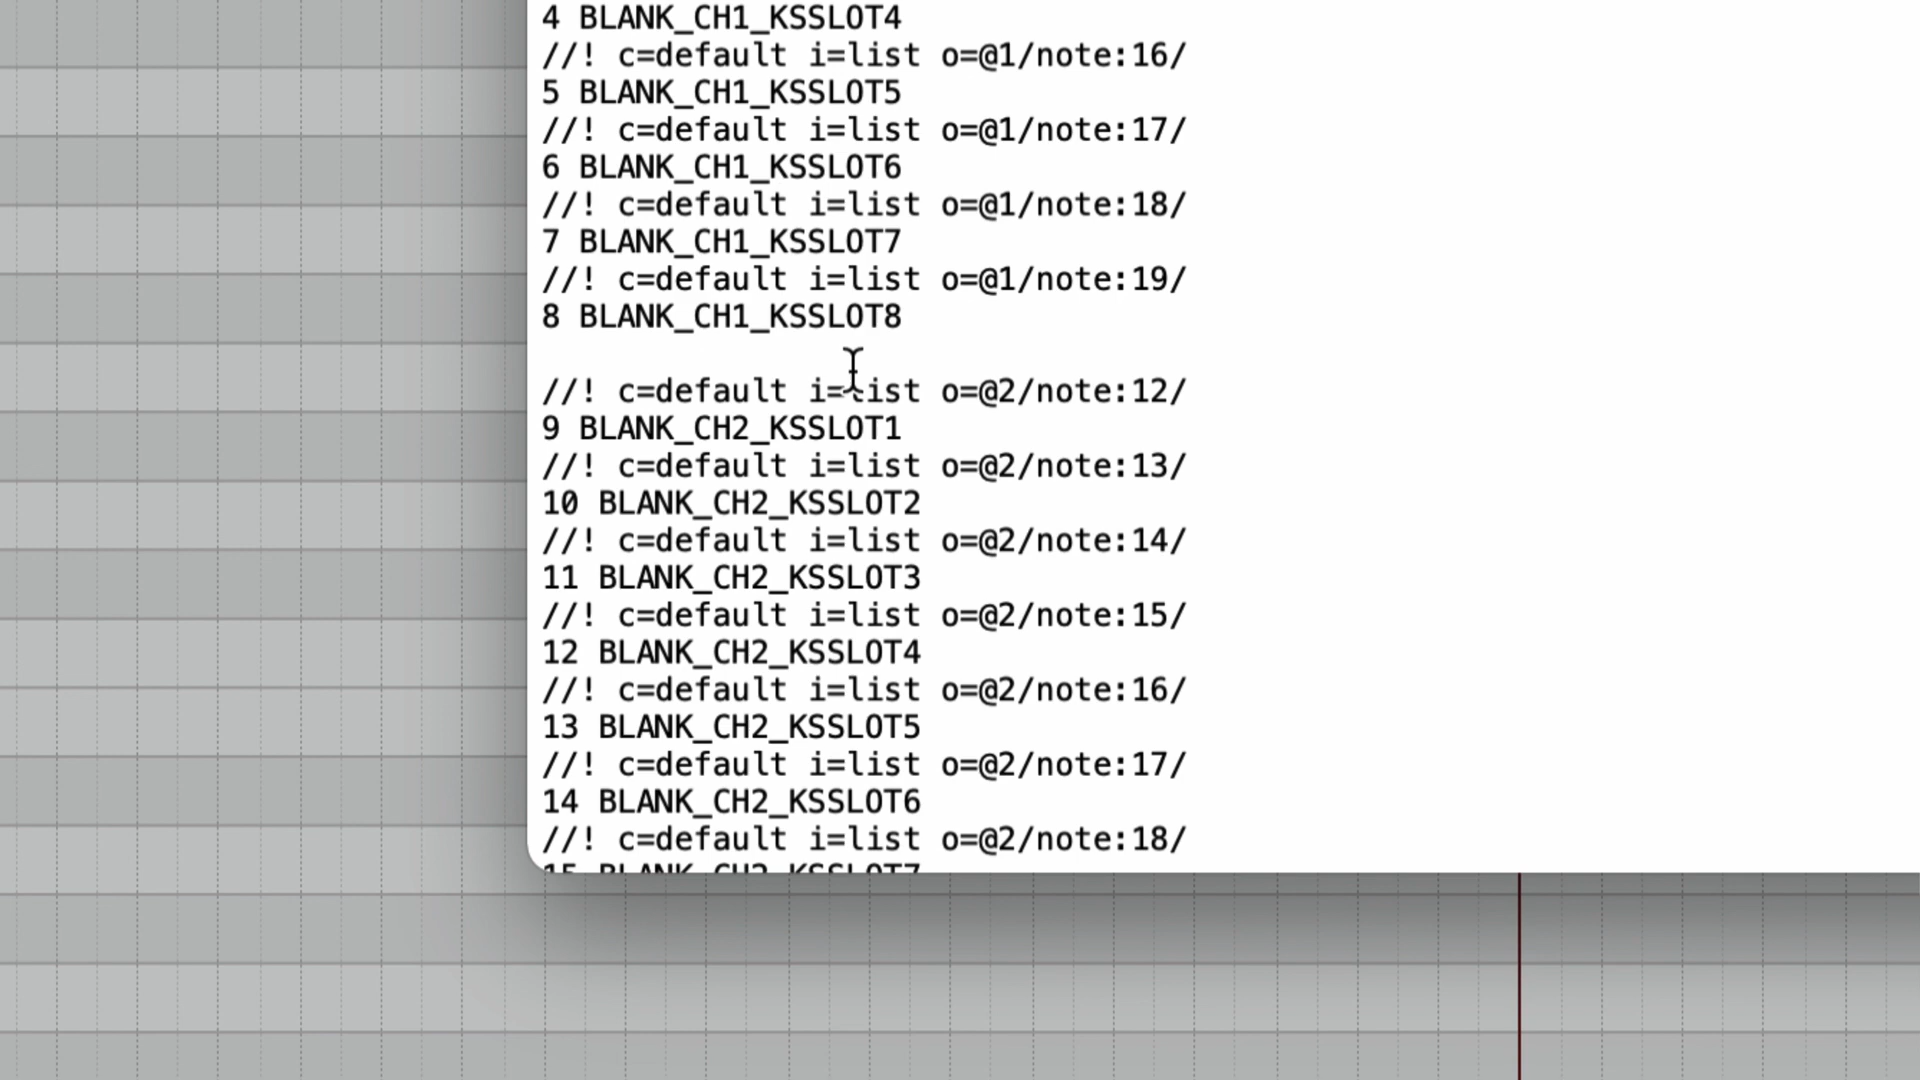 4 BLANK_CH1_KSSLOT4
//! c=default i=list o=@1/note:16/
5 BLANK_CH1_KSSLOT5
//! c=default i=list o=@1/note:17/
6 BLANK_CH1_KSSLOT6
//! c=default i=list o=@1/note:18/
7 BLANK_CH1_KSSLOT7
//! c=default i=list o=@1/note:19/
8 BLANK_CH1_KSSLOT8
//! c=default i=list o=@2/note:12/
9 BLANK_CH2_KSSLOT1
//! c=default i=list o=@2/note:13/
10 BLANK_CH2_KSSLOT2
//! c=default i=list o=@2/note:14/
11 BLANK_CH2_KSSLOT3
//! c=default i=list o=@2/note:15/
12 BLANK_CH2_KSSLOT4
//! c=default i=list o=@2/note:16/
13 BLANK_CH2_KSSLOT5
//! c=default i=list o=@2/note:17/
14 BLANK_CH2_KSSLOT6
//! c=default i=list o=@2/note:18/
15 BLANK_CH2_KSSLOT7